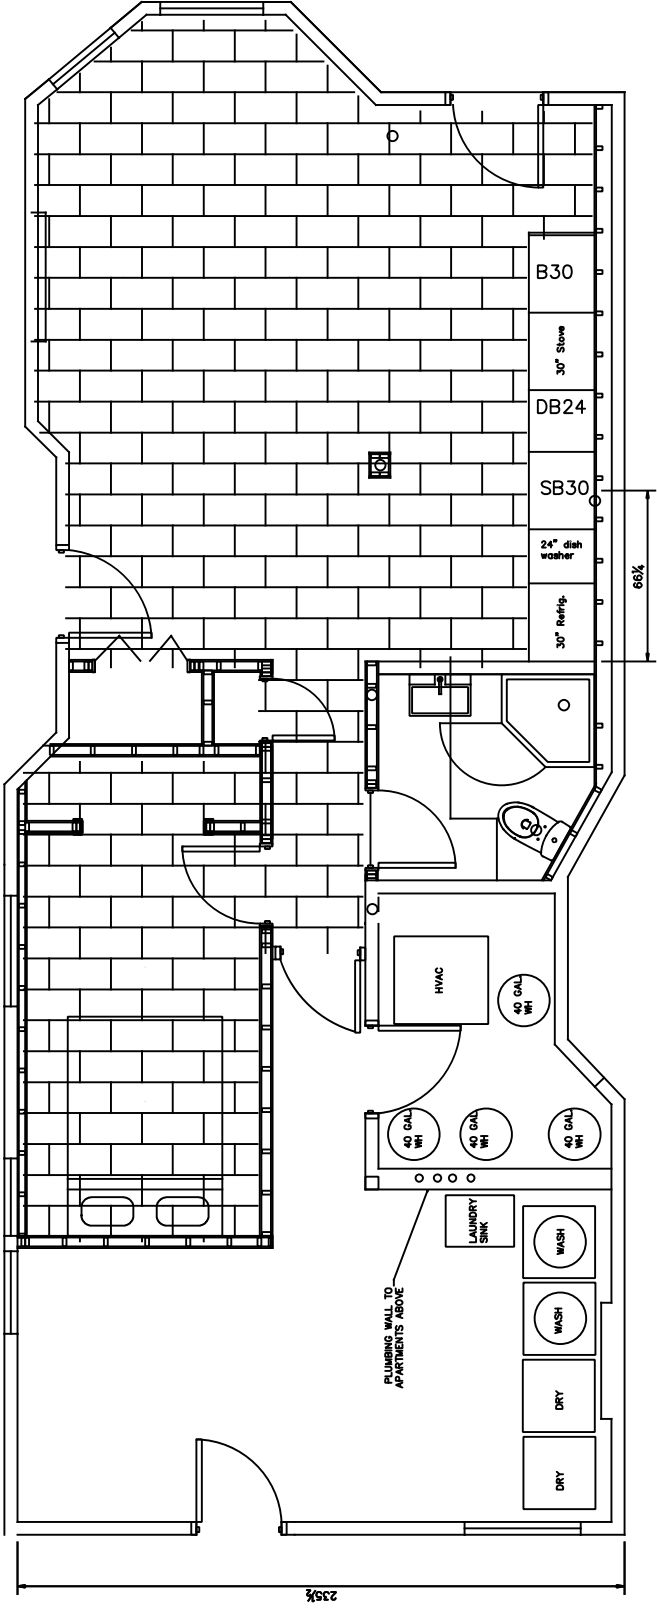 B30
30" Stove
DB24
SB30
24" dish
washer
30" Refrig.
66¼
HVAC
40 GAL
WH
40 GAL
WH
40 GAL
WH
40 GAL
WH
LAUNDRY
SINK
PLUMBING WALL TO
APARTMENTS ABOVE
WASH
WASH
DRY
DRY
235½